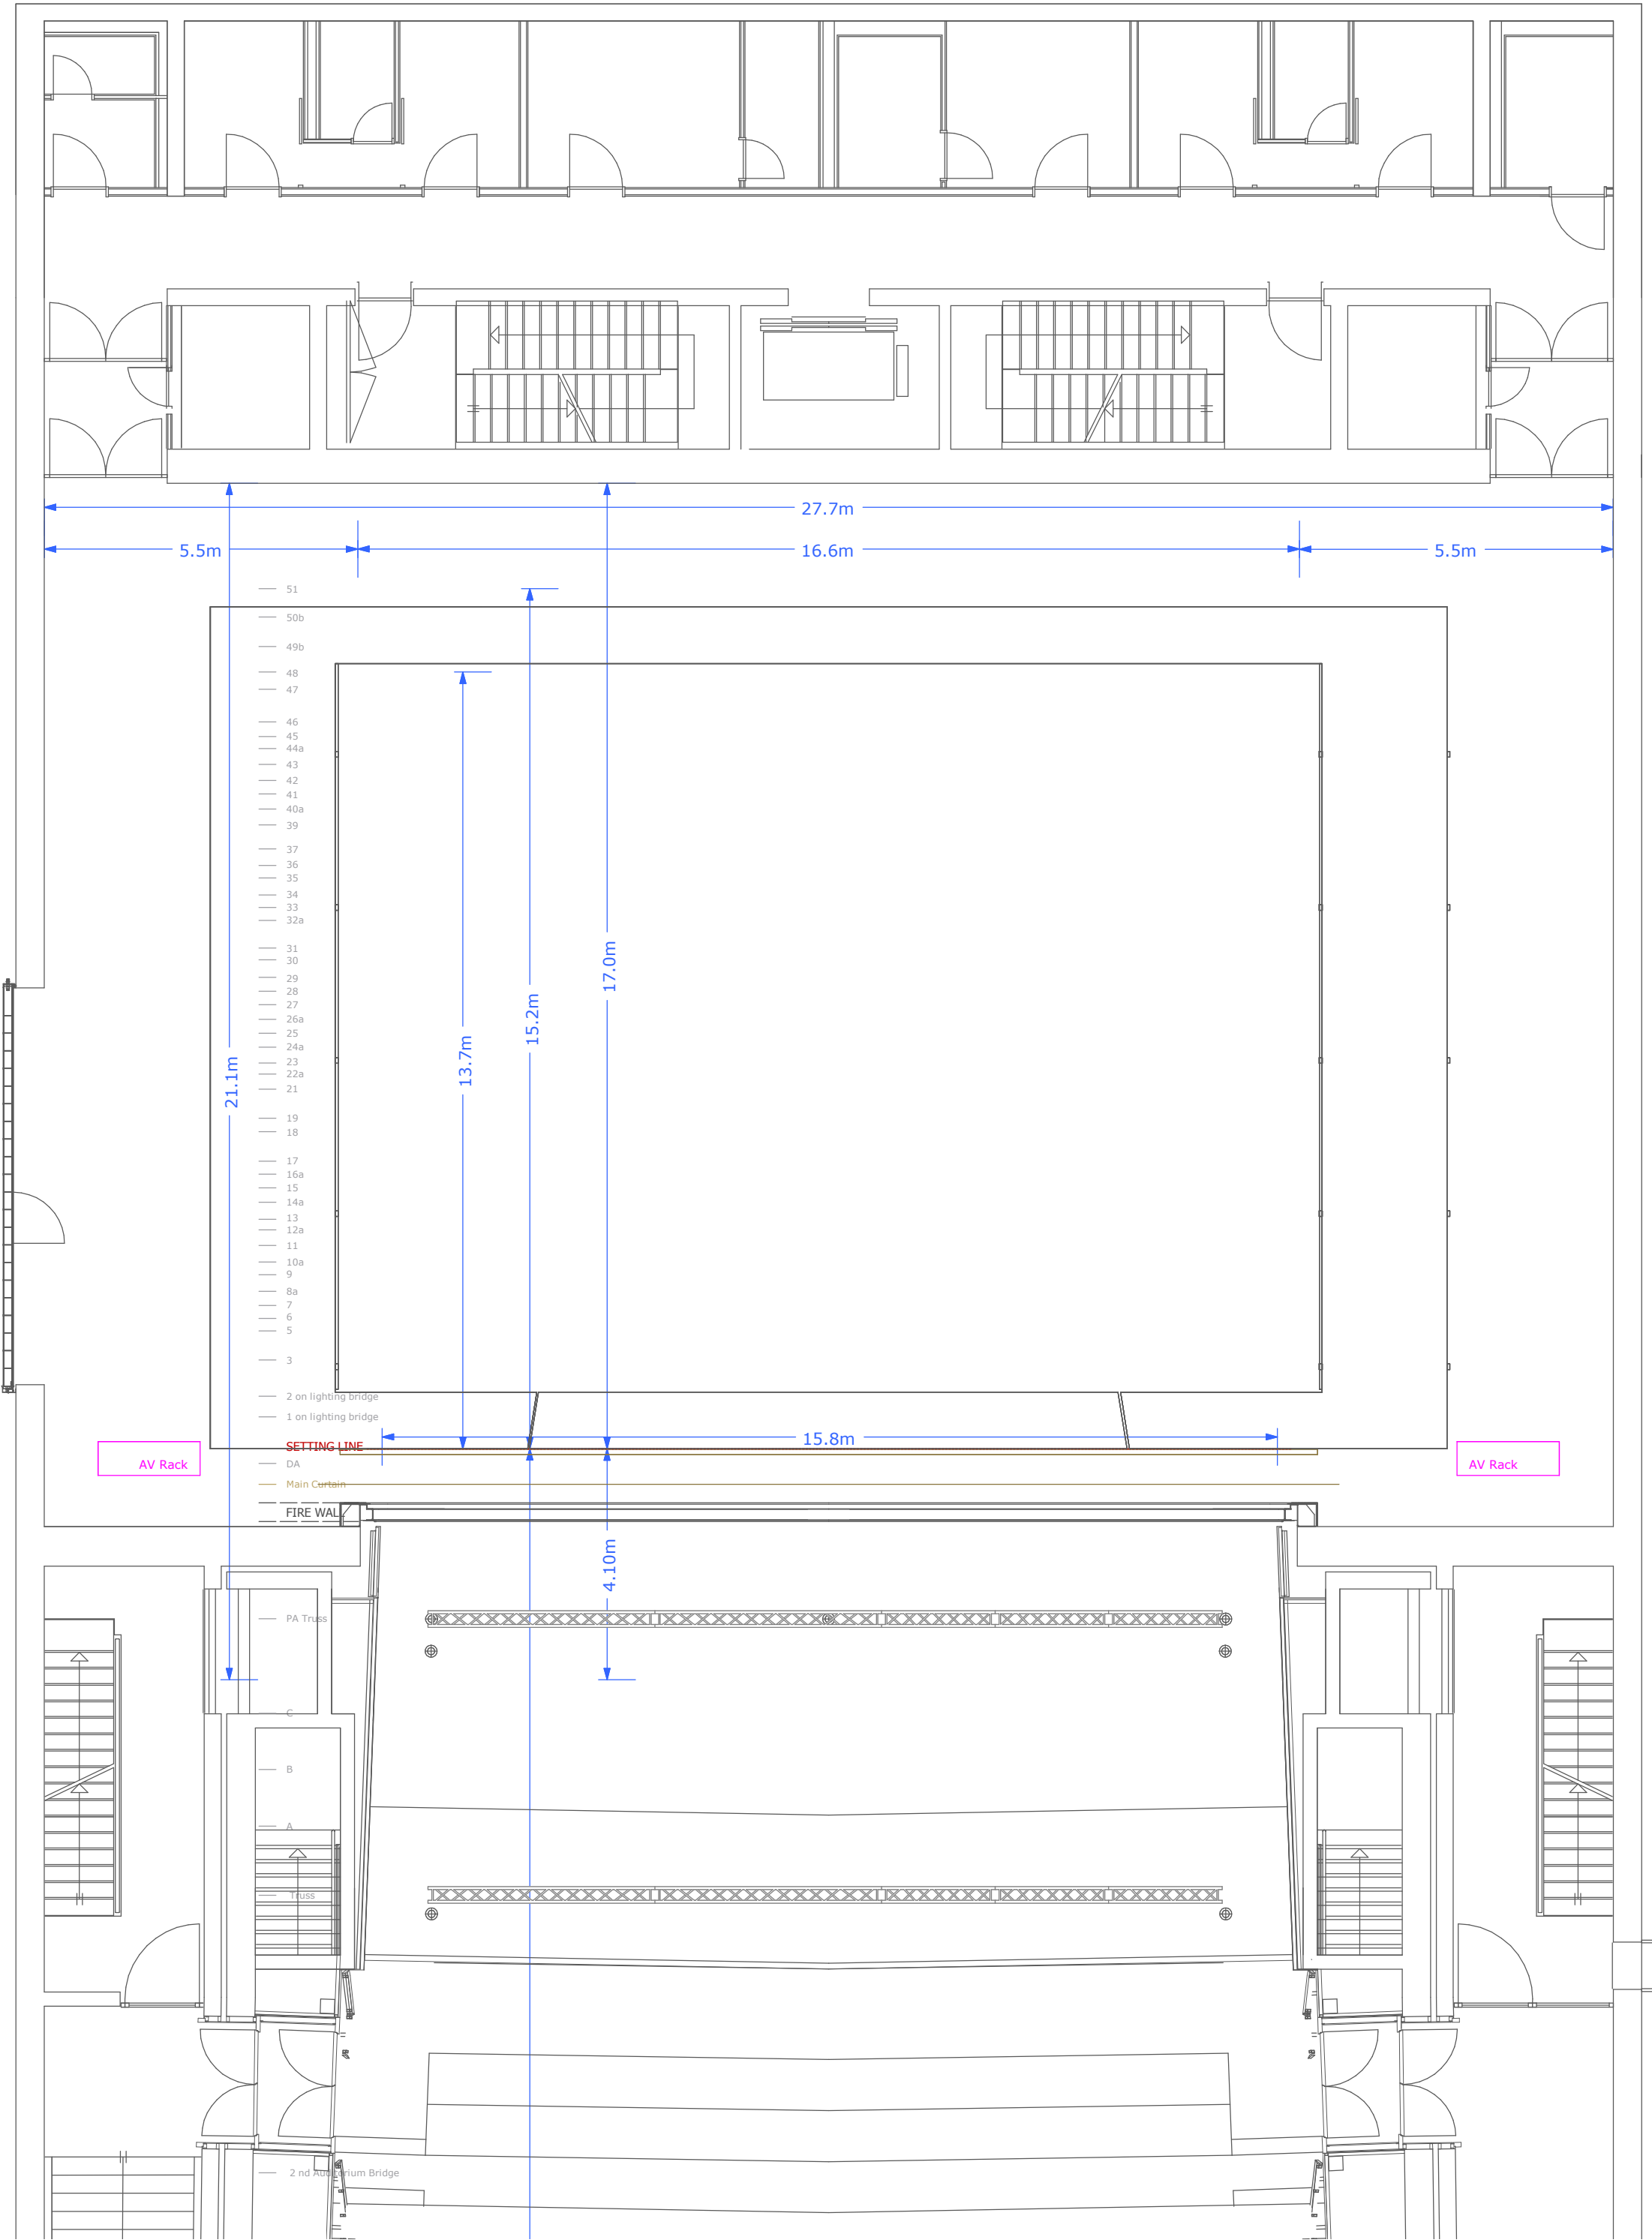 27.7m
5.5m
16.6m
5.5m
51
50b
49b
48
47
46
45
44a
43
42
41
40a
39
37
36
35
34
33
32a
31
30
29
28
27
26a
25
24a
23
22a
21
19
18
17
16a
15
14a
13
12a
11
10a
9
8a
7
6
5
3
2 on lighting bridge
1 on lighting bridge
21.1m
13.7m
15.2m
17.0m
15.8m
SETTING LINE
DA
Main Curtain
FIRE WALL
AV Rack
AV Rack
4.10m
PA Truss
C
B
A
Truss
2 nd Auditorium Bridge